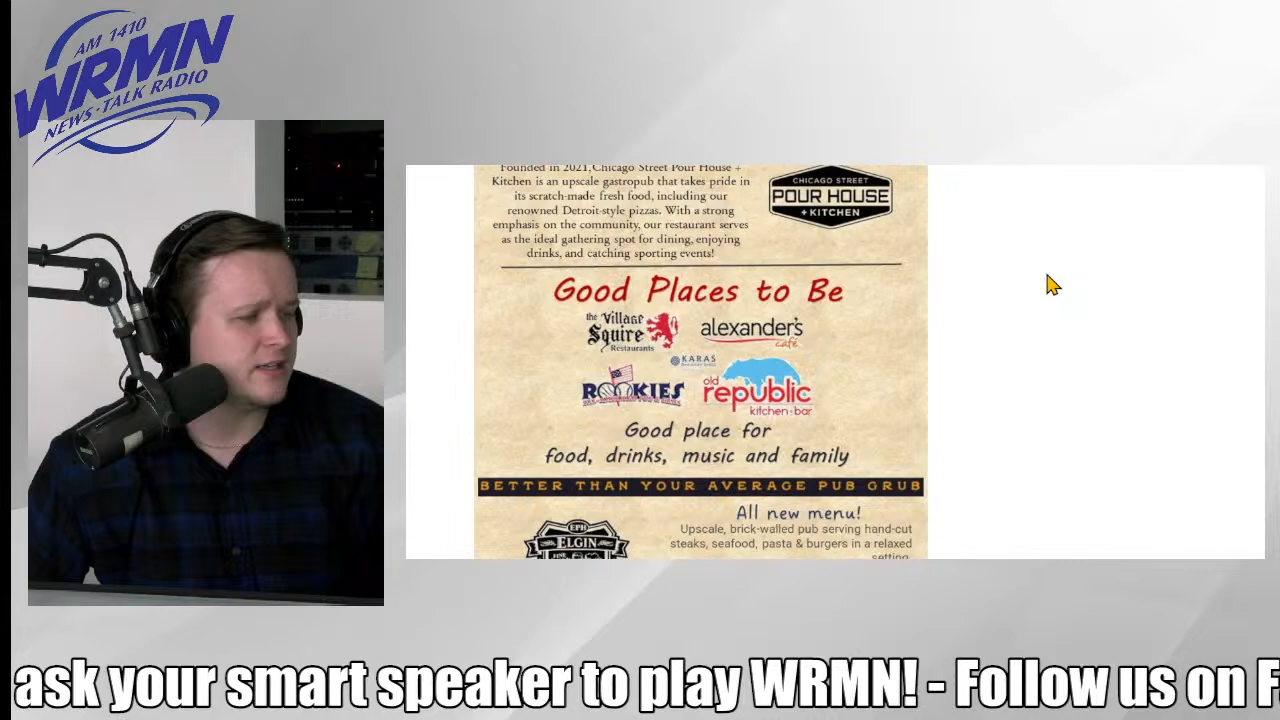 AM 1410
WRMN
NEWS·TALK RADIO
Founded in 2021, Chicago Street Pour House +
Kitchen is an upscale gastropub that takes pride in
its scratch-made fresh food, including our
renowned Detroit-style pizzas. With a strong
emphasis on the community, our restaurant serves
as the ideal gathering spot for dining, enjoying
drinks, and catching sporting events!
CHICAGO STREET
POUR HOUSE
+ KITCHEN
Good Places to Be
the Village
Squire
Restaurants
alexander's
café
KARAS
ROOKIES
old
republic
kitchen+bar
Good place for
food, drinks, music and family
BETTER THAN YOUR AVERAGE PUB GRUB
All new menu!
Upscale, brick-walled pub serving hand-cut
steaks, seafood, pasta & burgers in a relaxed
setting
EPH
ELGIN
ask your smart speaker to play WRMN! - Follow us on F